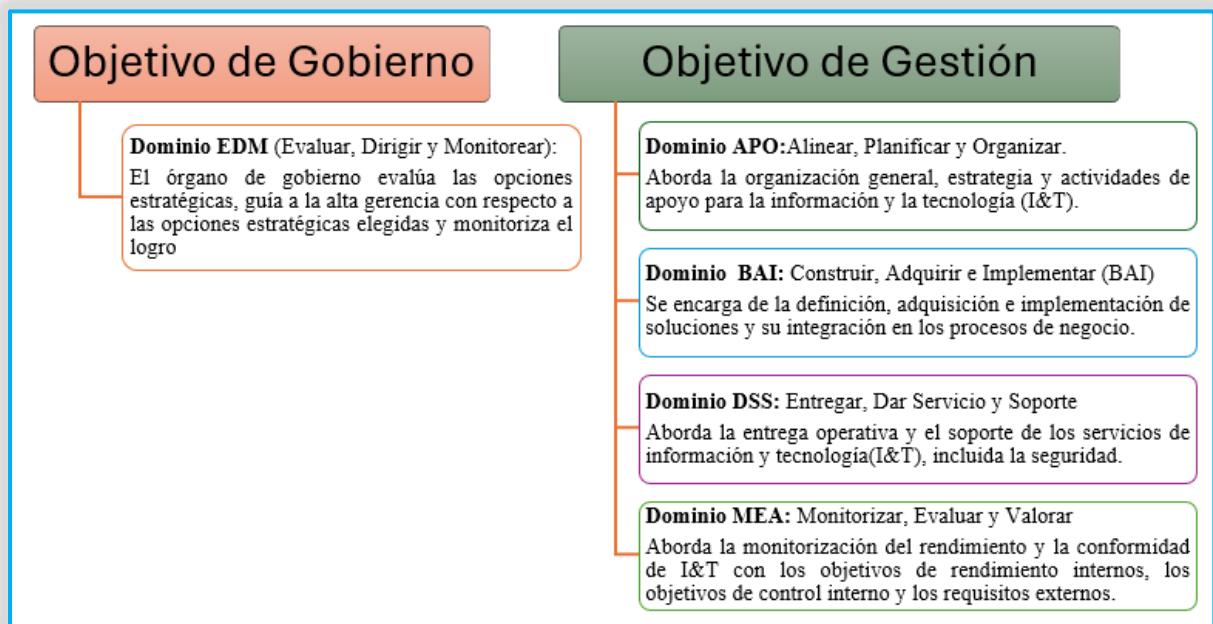 Objetivo de Gobierno
Dominio EDM (Evaluar, Dirigir y Monitorear):
El órgano de gobierno evalúa las opciones
estratégicas, guía a la alta gerencia con respecto a
las opciones estratégicas elegidas y monitoriza el
logro
Objetivo de Gestión
Dominio APO:Alinear, Planificar y Organizar.
Aborda la organización general, estrategia y actividades de
apoyo para la información y la tecnología (I&T).
Dominio BAI: Construir, Adquirir e Implementar (BAI)
Se encarga de la definición, adquisición e implementación de
soluciones y su integración en los procesos de negocio.
Dominio DSS: Entregar, Dar Servicio y Soporte
Aborda la entrega operativa y el soporte de los servicios de
información y tecnología(I&T), incluida la seguridad.
Dominio MEA: Monitorizar, Evaluar y Valorar
Aborda la monitorización del rendimiento y la conformidad
de I&T con los objetivos de rendimiento internos, los
objetivos de control interno y los requisitos externos.